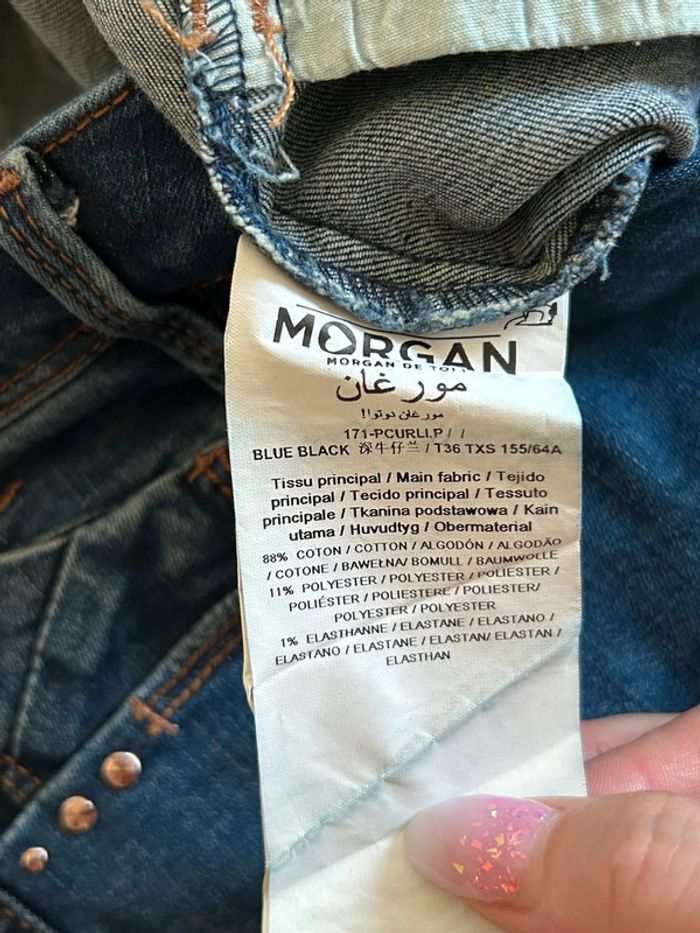 MORGAN
MORGAN DE TOI
مورغان
مورغان دوتوا!
171-PCURLI.P / /
BLUE BLACK 深牛仔兰 / T36 TXS 155/64A
Tissu principal / Main fabric / Tejido
principal / Tecido principal / Tessuto
principale / Tkanina podstawowa / Kain
utama / Huvudtyg / Obermaterial
88% COTON / COTTON / ALGODÓN / ALGODÃO
/ COTONE / BAWEŁNA/ BOMULL / BAUMWOLLE
11% POLYESTER / POLYESTER / POLIESTER /
POLIÉSTER / POLIESTERE / POLIESTER/
POLYESTER / POLYESTER
1% ELASTHANNE / ELASTANE / ELASTANO /
ELASTANO / ELASTANE / ELASTAN/ ELASTAN /
ELASTHAN